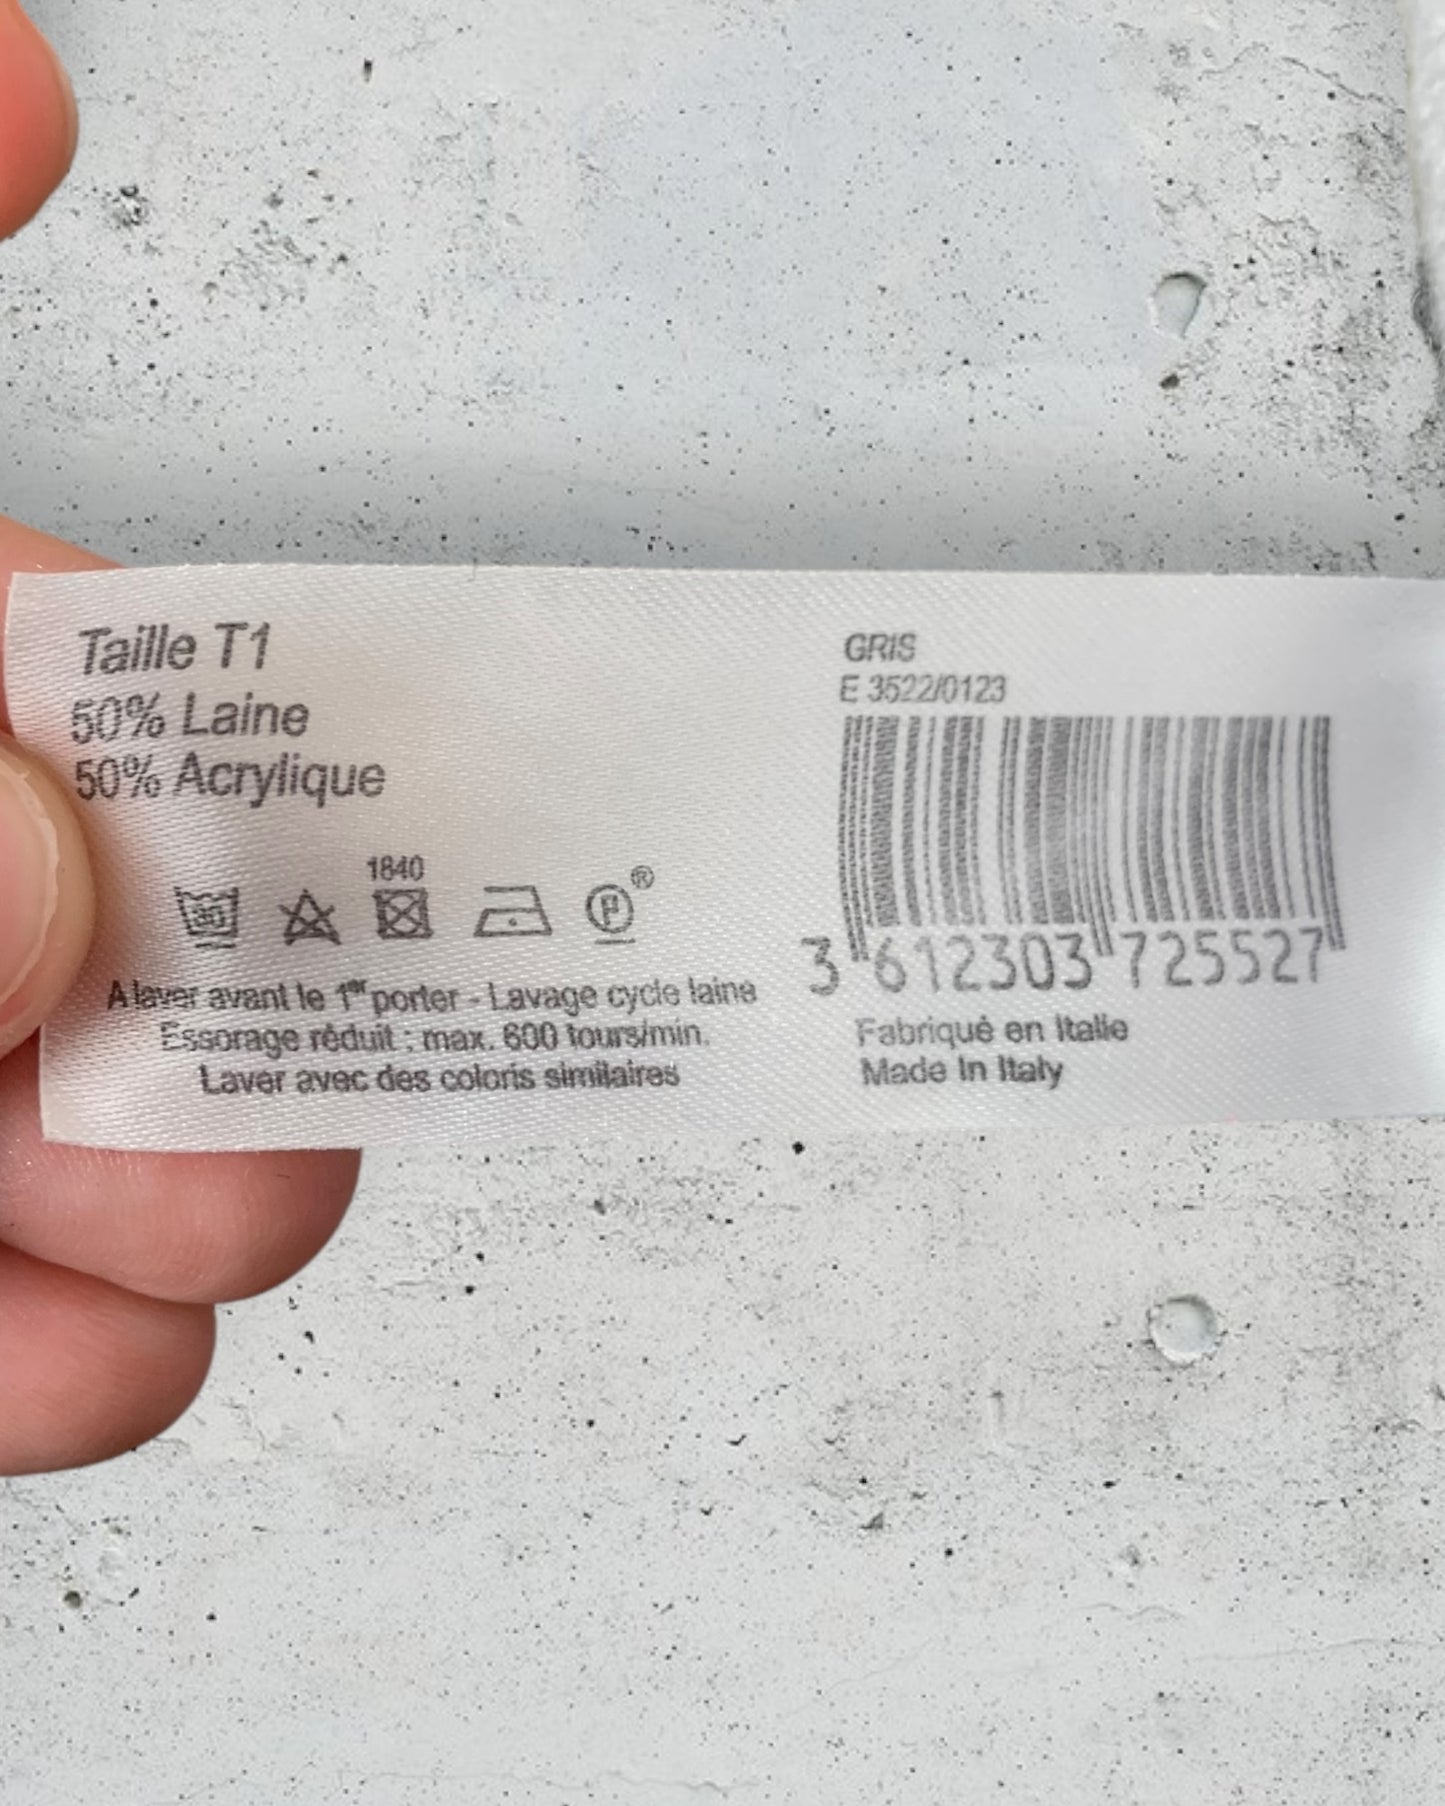 Taille T1
50% Laine
50% Acrylique
1840
30
P
®
A laver avant le 1er porter - Lavage cycle laine
Essorage réduit : max. 600 tours/min.
Laver avec des coloris similaires
GRIS
E 3522/0123
3 612303 725527
Fabriqué en Italie
Made In Italy